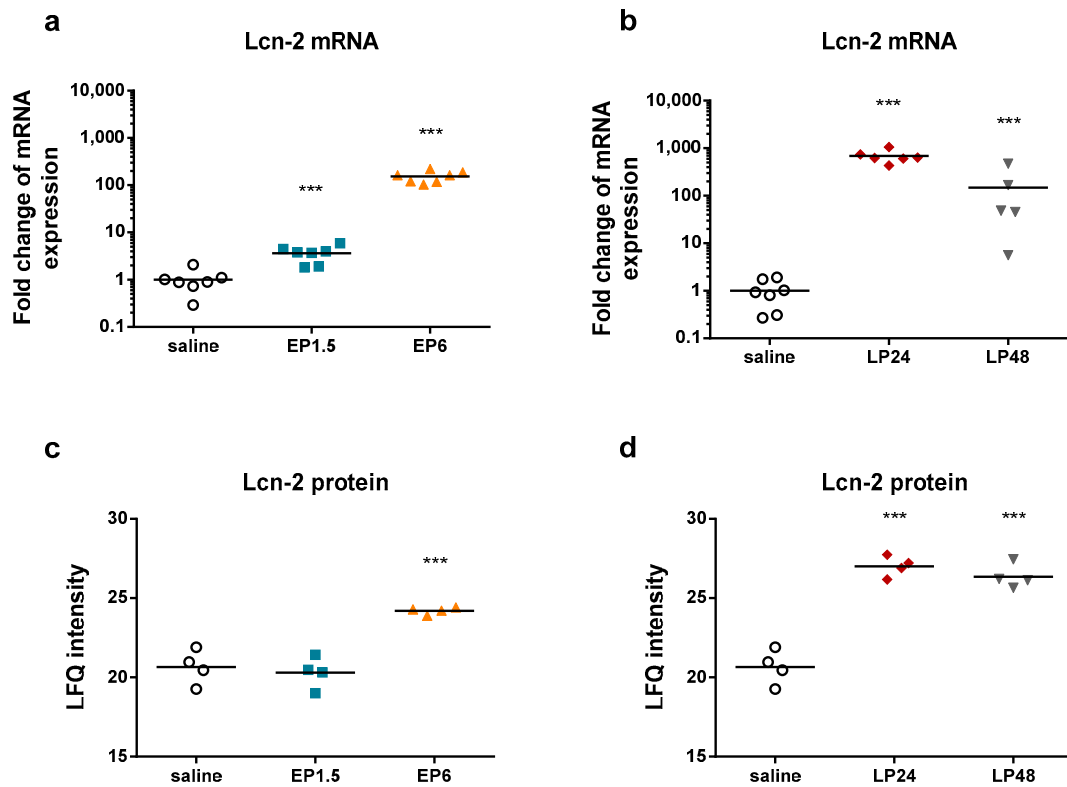 a
Lcn-2 mRNA
Fold change of mRNA
expression
10,000
1,000
100
10
1
0.1
***
***
saline EP1.5 EP6
b
Lcn-2 mRNA
Fold change of mRNA
expression
10,000
1,000
100
10
1
0.1
***
***
saline LP24 LP48
c
Lcn-2 protein
LFQ intensity
30
25
20
15
***
saline EP1.5 EP6
d
Lcn-2 protein
LFQ intensity
30
25
20
15
*** ***
saline LP24 LP48